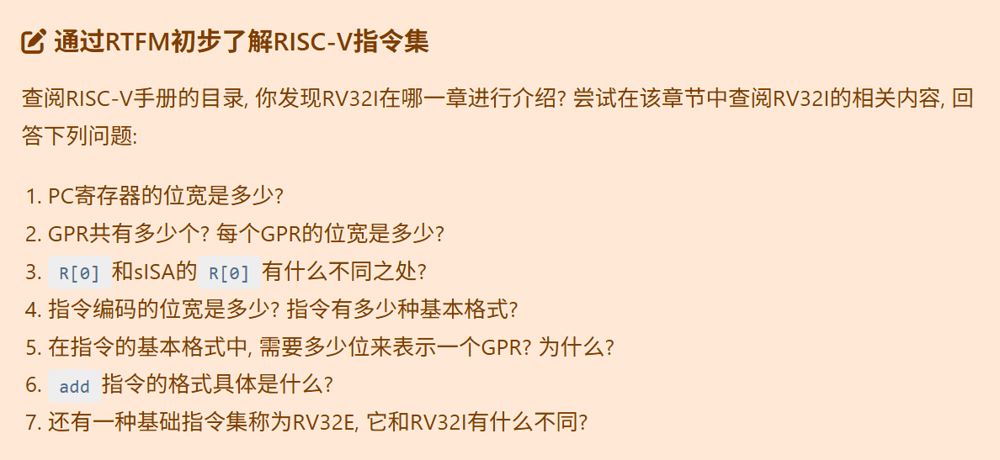 通过RTFM初步了解RISC-V指令集
查阅RISC-V手册的目录, 你发现RV32I在哪一章进行介绍? 尝试在该章节中查阅RV32I的相关内容, 回
答下列问题:
1. PC寄存器的位宽是多少?
2. GPR共有多少个? 每个GPR的位宽是多少?
3. R[0] 和sISA的 R[0] 有什么不同之处?
4. 指令编码的位宽是多少? 指令有多少种基本格式?
5. 在指令的基本格式中, 需要多少位来表示一个GPR? 为什么?
6. add 指令的格式具体是什么?
7. 还有一种基础指令集称为RV32E, 它和RV32I有什么不同?